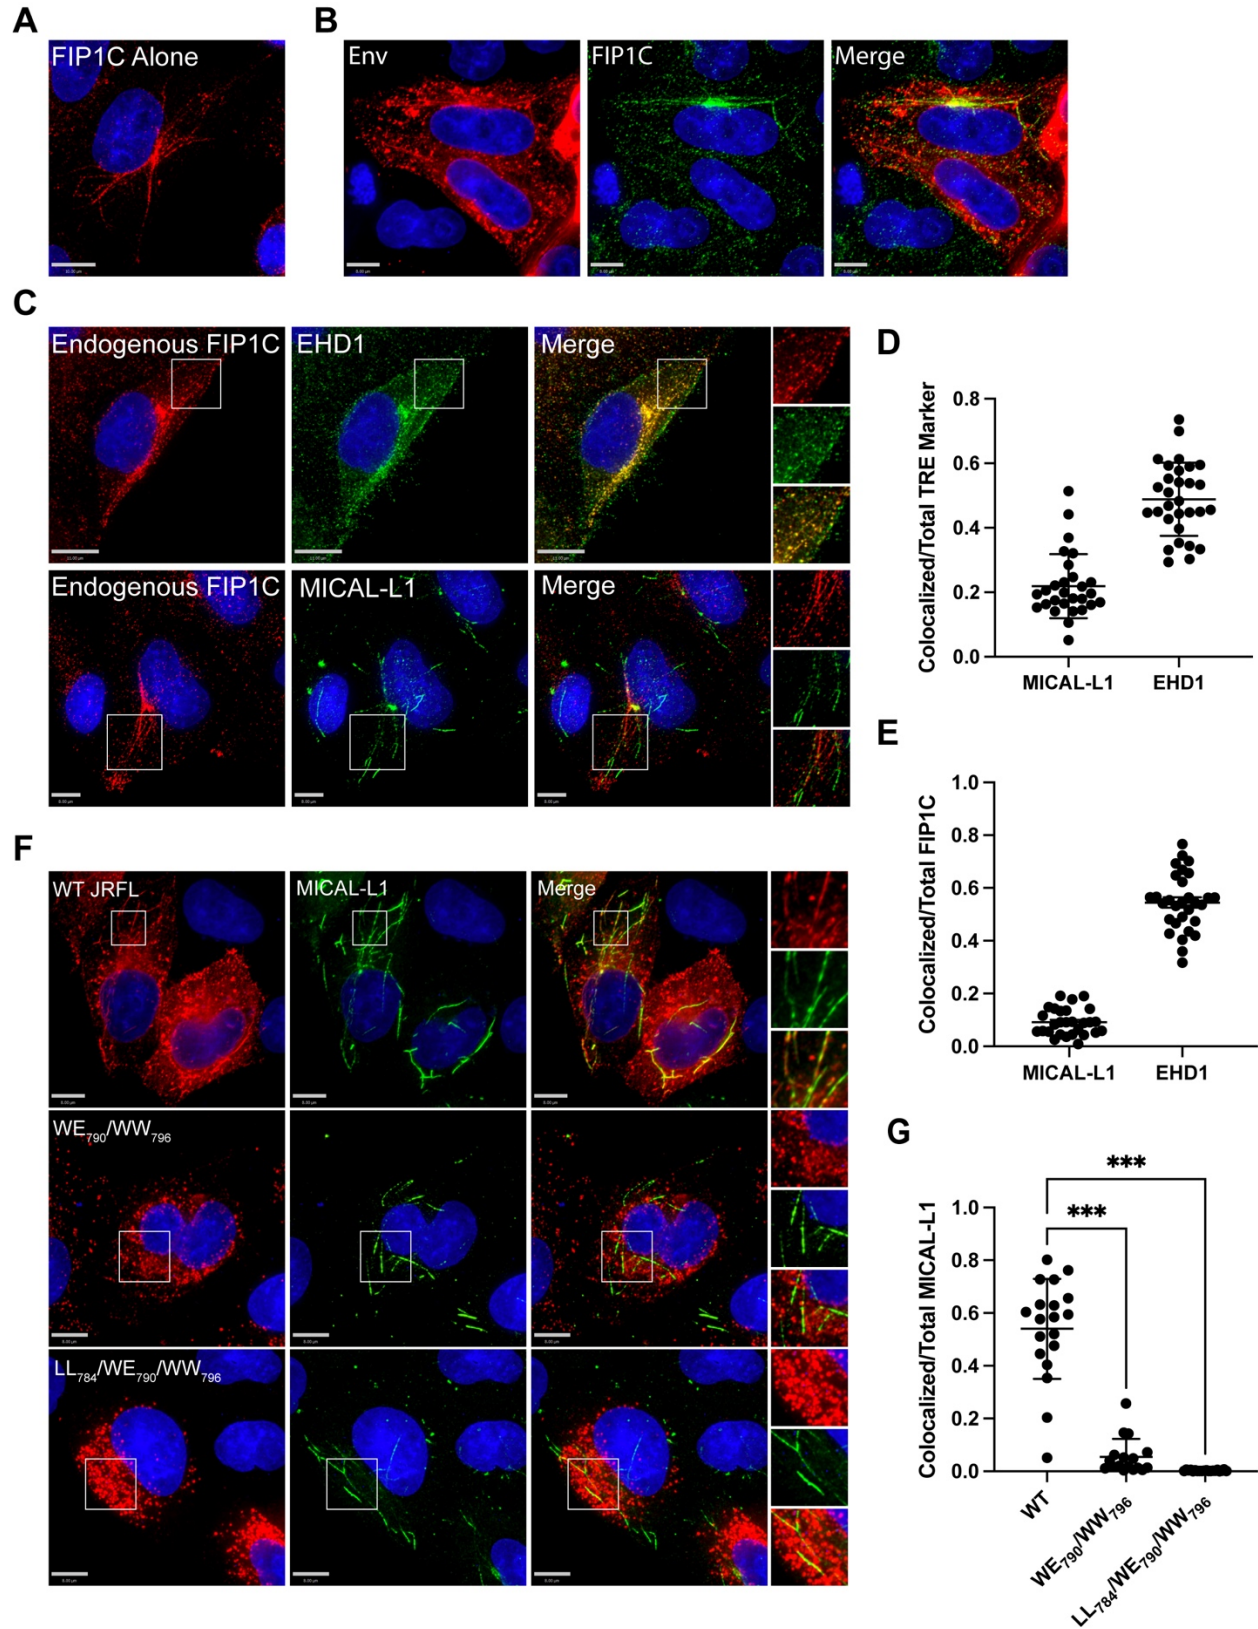 A
B
FIP1C Alone
Env
FIP1C
Merge
C
Endogenous FIP1C
EHD1
Merge
Endogenous FIP1C
MICAL-L1
Merge
D
Colocalized/Total TRE Marker
0.8
0.6
0.4
0.2
0.0
MICAL-L1
EHD1
E
Colocalized/Total FIP1C
1.0
0.8
0.6
0.4
0.2
0.0
MICAL-L1
EHD1
F
WT JRFL
MICAL-L1
Merge
WE790/WW796
LL784/WE790/WW796
G
Colocalized/Total MICAL-L1
***
***
1.0
0.8
0.6
0.4
0.2
0.0
WT
WE790/WW796
LL784/WE790/WW796